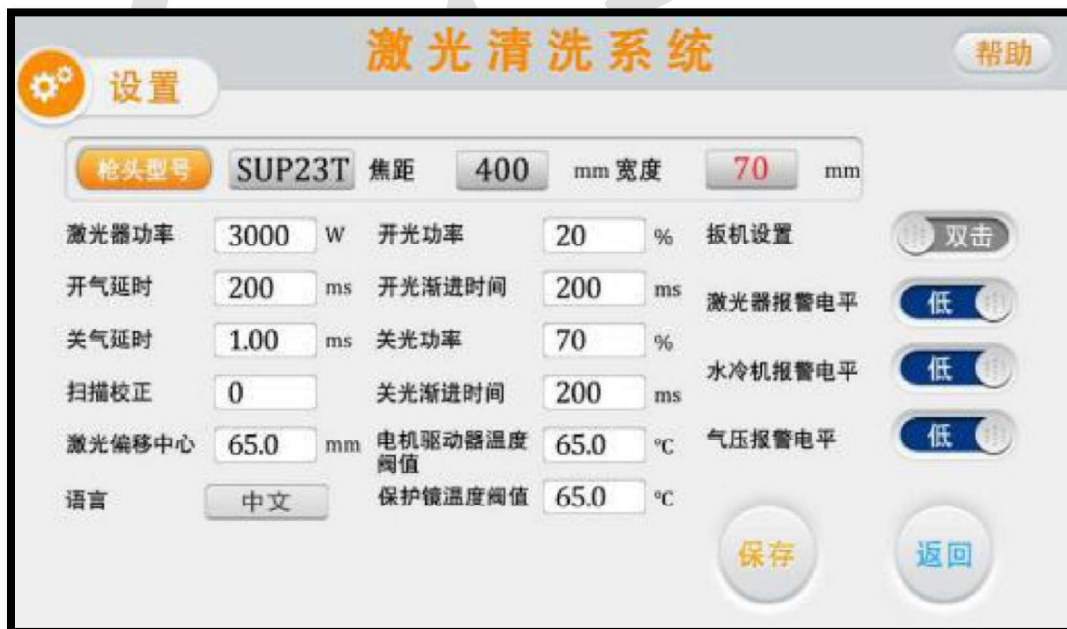 激光清洗系统
帮助
设置
枪头型号 SUP23T 焦距 400 mm 宽度 70 mm
激光器功率 3000 W 开光功率 20 % 扳机设置 双击
开气延时 200 ms 开光渐进时间 200 ms 激光器报警电平 低
关气延时 1.00 ms 关光功率 70 % 水冷机报警电平 低
扫描校正 0 关光渐进时间 200 ms
激光偏移中心 65.0 mm 电机驱动器温度
阀值 65.0 ℃ 气压报警电平 低
语言 中文 保护镜温度阀值 65.0 ℃
保存 返回